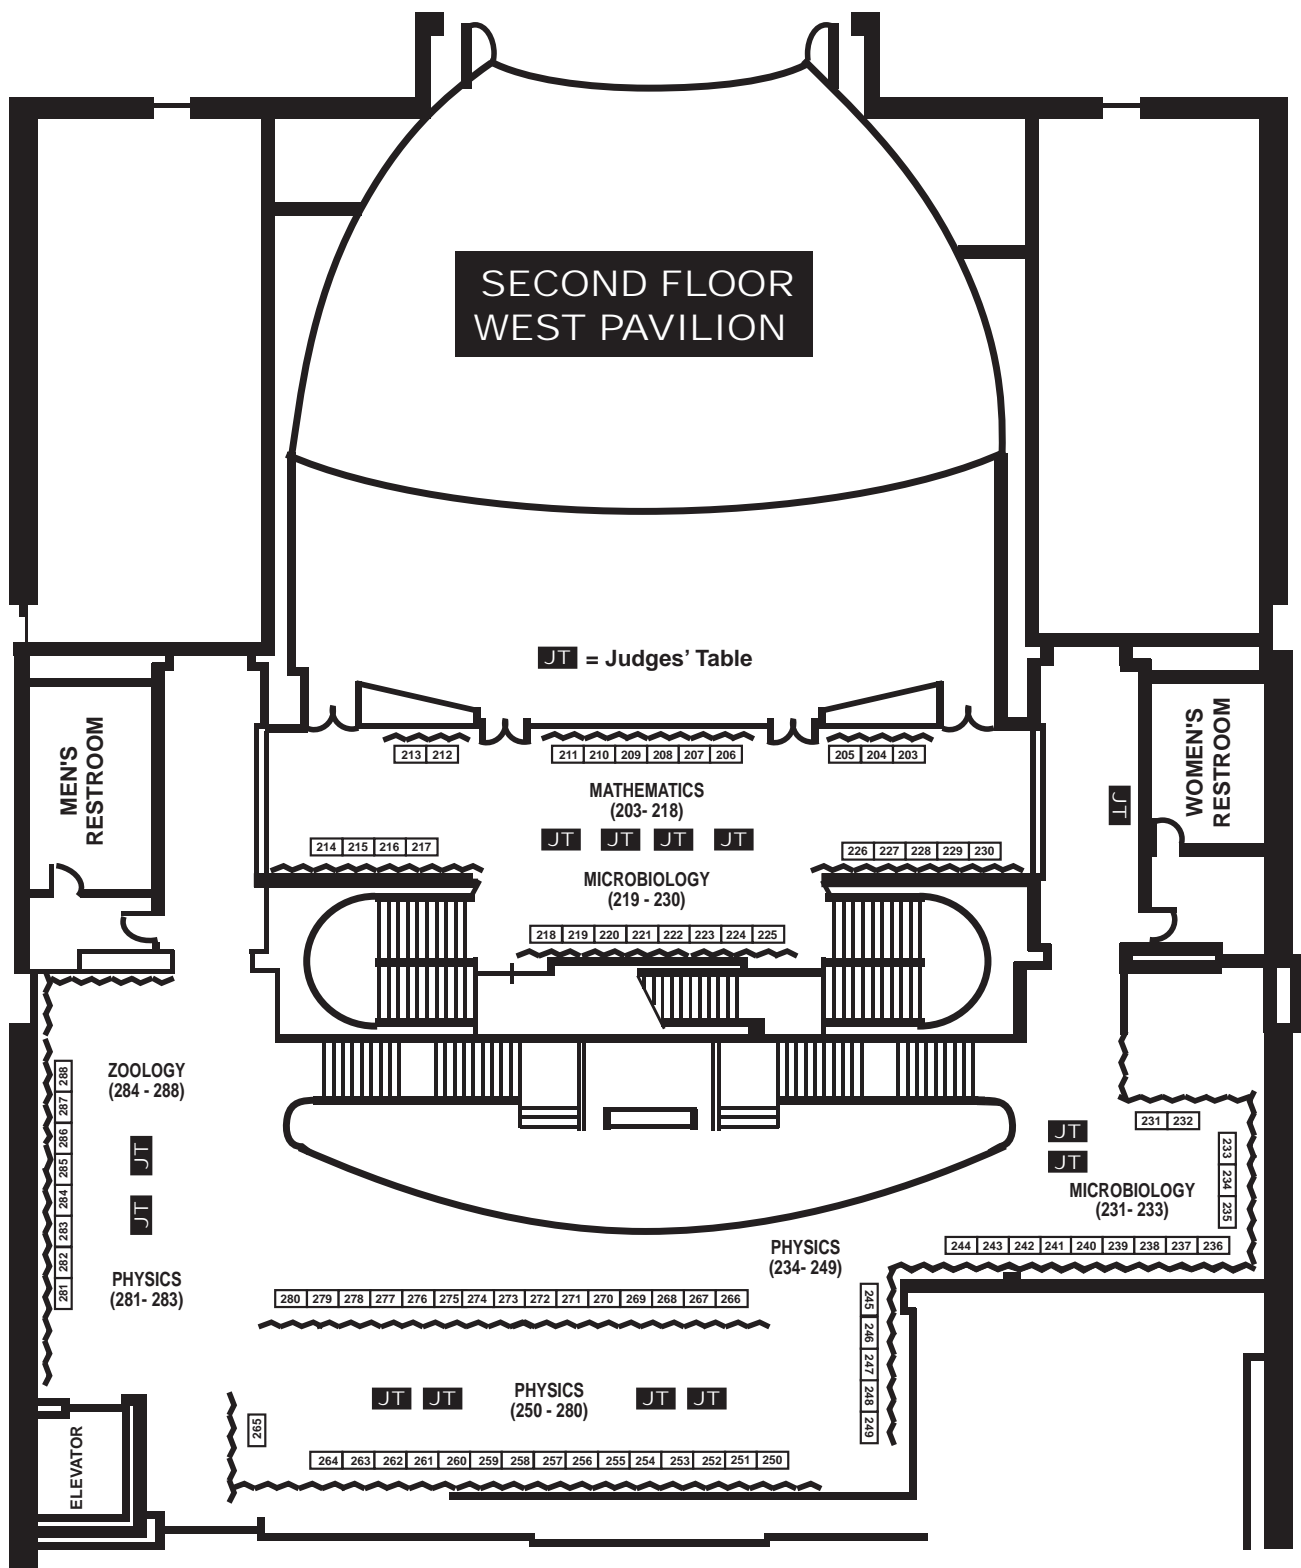 SECOND FLOOR
WEST PAVILION
JT = Judges’ Table
MEN'S
RESTROOM
WOMEN'S
RESTROOM
213 212
211 210 209 208 207 206
205 204 203
MATHEMATICS
(203- 218)
JT
JT JT JT JT
214 215 216 217
226 227 228 229 230
MICROBIOLOGY
(219 - 230)
218 219 220 221 222 223 224 225
ZOOLOGY
(284 - 288)
288 287 286 285 284 283 282 281
JT
JT
PHYSICS
(281- 283)
231 232
JT
JT
233 234 235
MICROBIOLOGY
(231- 233)
244 243 242 241 240 239 238 237 236
PHYSICS
(234- 249)
245 246 247 248 249
280 279 278 277 276 275 274 273 272 271 270 269 268 267 266
JT JT
PHYSICS
(250 - 280)
JT JT
265
264 263 262 261 260 259 258 257 256 255 254 253 252 251 250
ELEVATOR